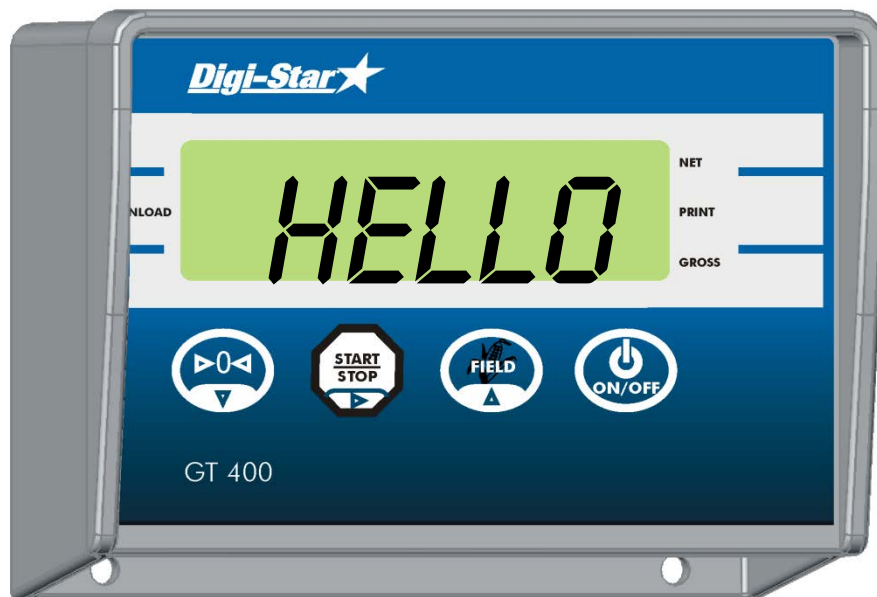 Digi-Star
NET
NLOAD
PRINT
GROSS
HELLO
0
START
STOP
FIELD
ON/OFF
GT 400